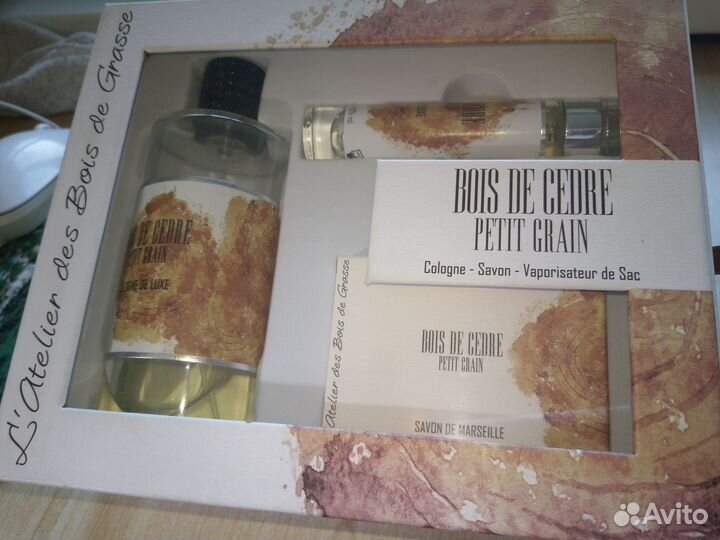 L'Atelier des Bois de Grasse
BOIS DE CEDRE
PETIT GRAIN
Cologne - Savon - Vaporisateur de Sac
DE CEDRE
PETIT GRAIN
DE LUXE
Atelier des Bois de Grasse
BOIS DE CEDRE
PETIT GRAIN
SAVON DE MARSEILLE
Avito